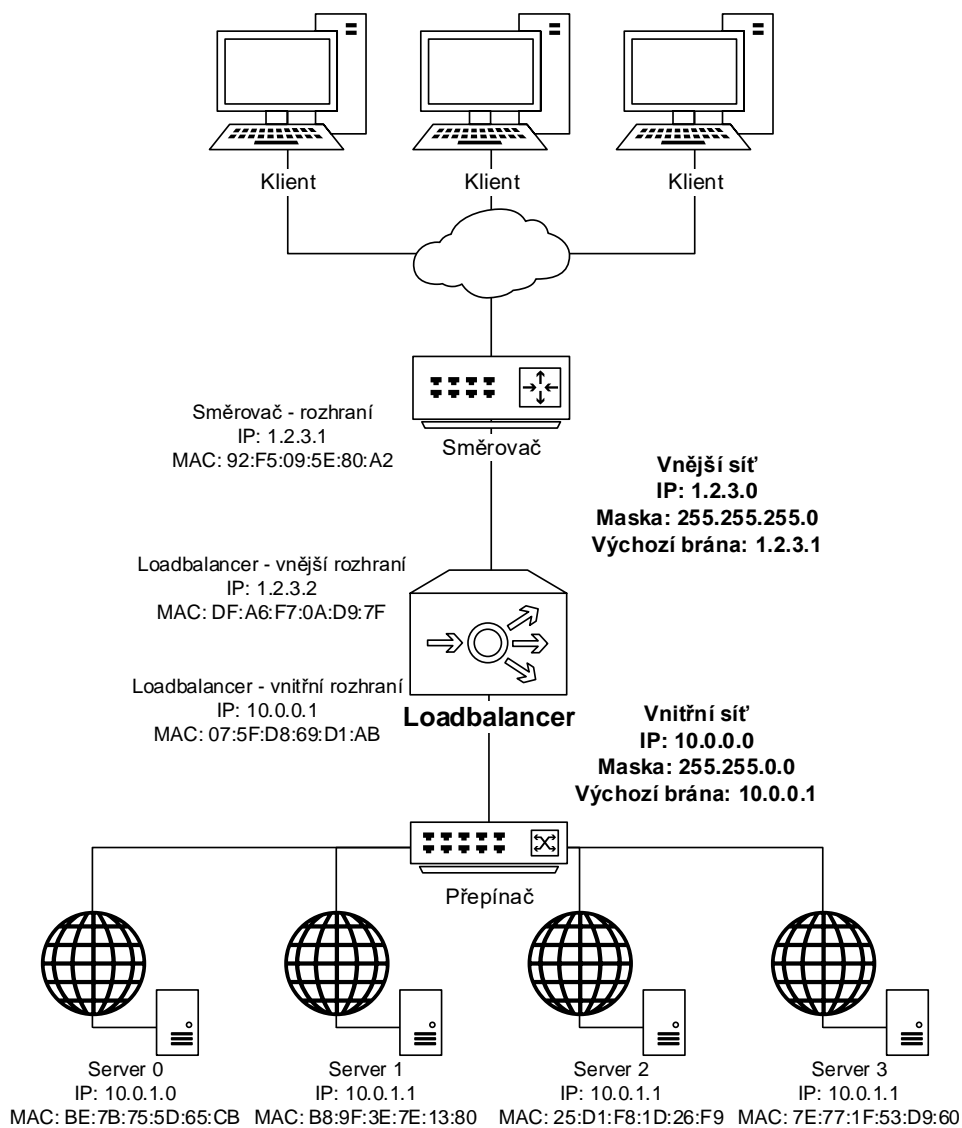 Klient
Klient
Klient
Směrovač - rozhraní
IP: 1.2.3.1
MAC: 92:F5:09:5E:80:A2
Směrovač
Vnější síť
IP: 1.2.3.0
Maska: 255.255.255.0
Výchozí brána: 1.2.3.1
Loadbalancer - vnější rozhraní
IP: 1.2.3.2
MAC: DF:A6:F7:0A:D9:7F
Loadbalancer - vnitřní rozhraní
IP: 10.0.0.1
MAC: 07:5F:D8:69:D1:AB
Loadbalancer
Vnitřní síť
IP: 10.0.0.0
Maska: 255.255.0.0
Výchozí brána: 10.0.0.1
Přepínač
Server 0
IP: 10.0.1.0
MAC: BE:7B:75:5D:65:CB
Server 1
IP: 10.0.1.1
MAC: B8:9F:3E:7E:13:80
Server 2
IP: 10.0.1.1
MAC: 25:D1:F8:1D:26:F9
Server 3
IP: 10.0.1.1
MAC: 7E:77:1F:53:D9:60